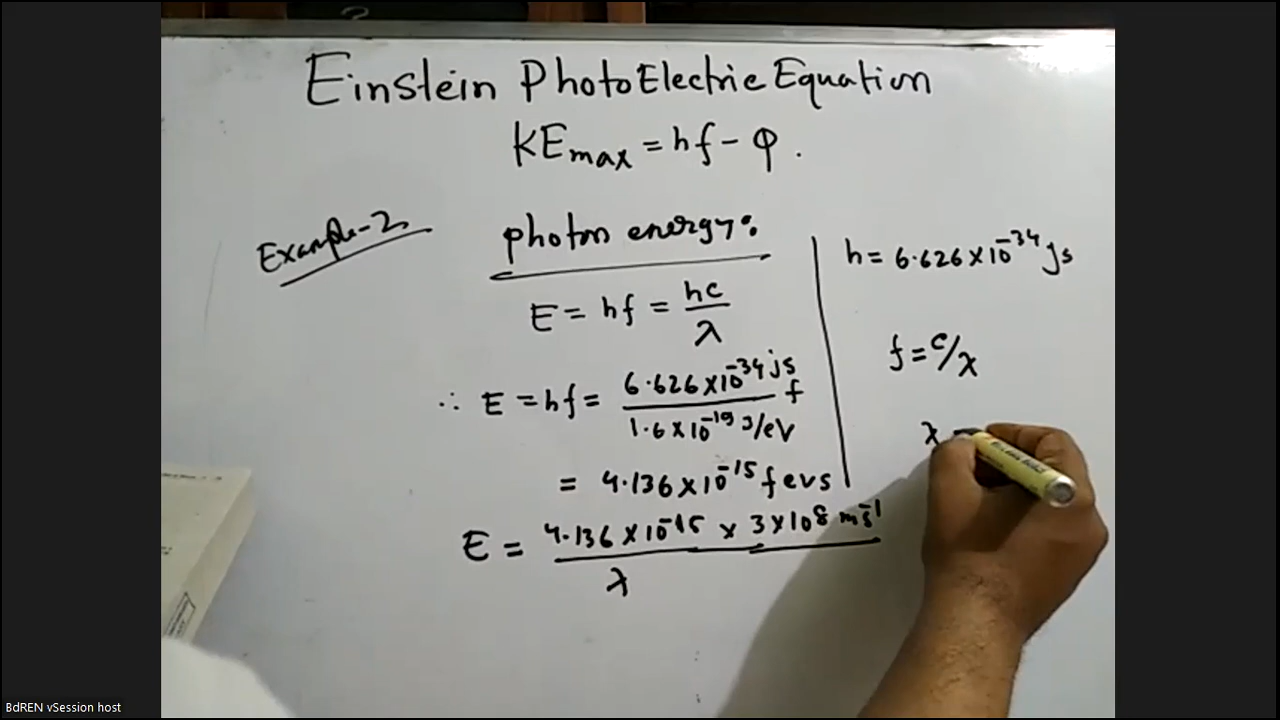 Einstein PhotoElectric Equation
KEmax = hf - φ .
Example-2
photon energy:
E = hf = hc/λ
∴ E = hf = 6.626×10⁻³⁴ js / 1.6×10⁻¹⁹ J/eV f
= 4.136×10⁻¹⁵ f evs
E = 4.136×10⁻¹⁵ × 3×10⁸ ms⁻¹ / λ
h = 6.626×10⁻³⁴ Js
f = c/λ
λ =
BdREN vSession host